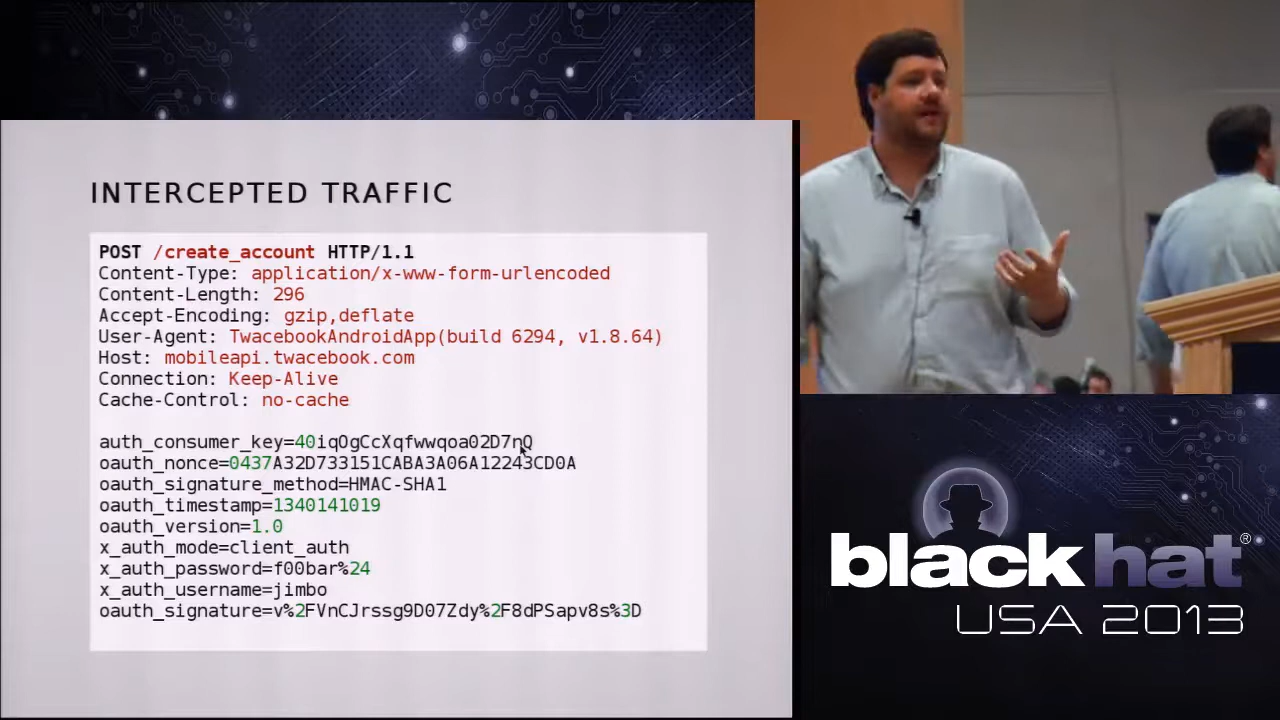 INTERCEPTED TRAFFIC
POST /create_account HTTP/1.1
Content-Type: application/x-www-form-urlencoded
Content-Length: 296
Accept-Encoding: gzip,deflate
User-Agent: TwacebookAndroidApp(build 6294, v1.8.64)
Host: mobileapi.twacebook.com
Connection: Keep-Alive
Cache-Control: no-cache
auth_consumer_key=40iqOgCcXqfwwqoa02D7nQ
oauth_nonce=0437A32D733151CABA3A06A12243CD0A
oauth_signature_method=HMAC-SHA1
oauth_timestamp=1340141019
oauth_version=1.0
x_auth_mode=client_auth
x_auth_password=f00bar%24
x_auth_username=jimbo
oauth_signature=v%2FVnCJrssg9D07Zdy%2F8dPSapv8s%3D
blackhat®
USA 2013